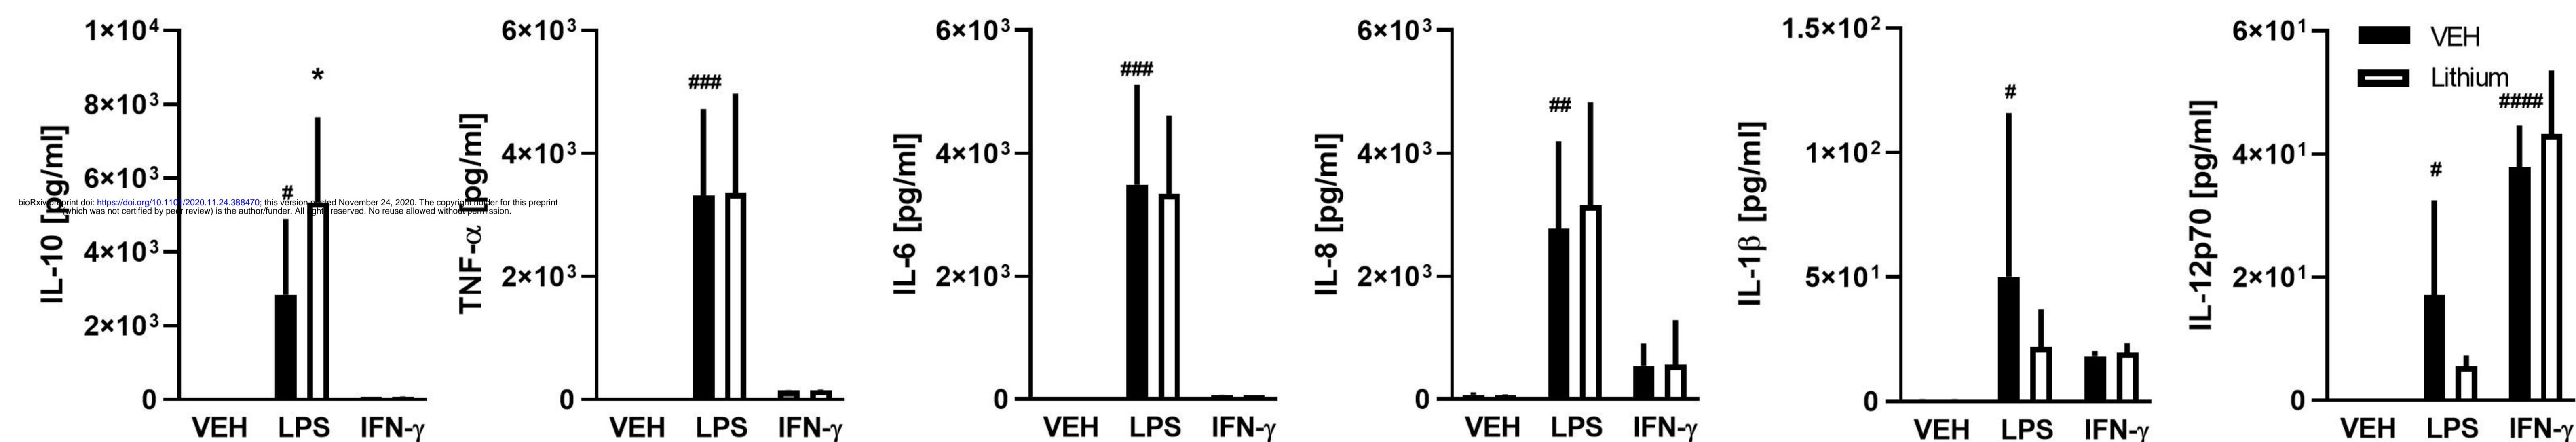 1×10⁴
8×10³
6×10³
4×10³
2×10³
0
IL-10 [pg/ml]
#
*
VEH LPS IFN-γ
6×10³
4×10³
2×10³
0
TNF-α [pg/ml]
###
VEH LPS IFN-γ
6×10³
4×10³
2×10³
0
IL-6 [pg/ml]
###
VEH LPS IFN-γ
6×10³
4×10³
2×10³
0
IL-8 [pg/ml]
##
VEH LPS IFN-γ
1.5×10²
1×10²
5×10¹
0
IL-1β [pg/ml]
#
VEH LPS IFN-γ
6×10¹
4×10¹
2×10¹
0
IL-12p70 [pg/ml]
#
####
VEH LPS IFN-γ
VEH
Lithium
bioRxiv preprint doi: https://doi.org/10.1101/2020.11.24.388470; this version posted November 24, 2020. The copyright holder for this preprint
(which was not certified by peer review) is the author/funder. All rights reserved. No reuse allowed without permission.